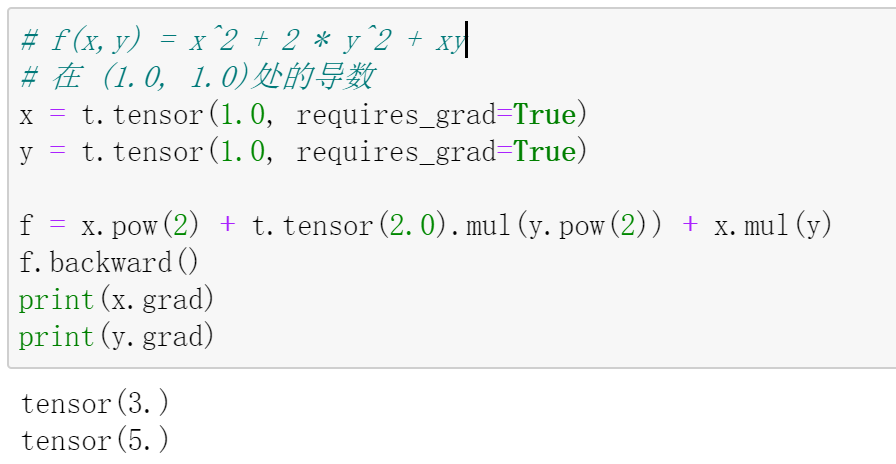 # f(x,y) = x^2 + 2 * y^2 + xy
# 在 (1.0, 1.0)处的导数
x = t.tensor(1.0, requires_grad=True)
y = t.tensor(1.0, requires_grad=True)
f = x.pow(2) + t.tensor(2.0).mul(y.pow(2)) + x.mul(y)
f.backward()
print(x.grad)
print(y.grad)
tensor(3.)
tensor(5.)